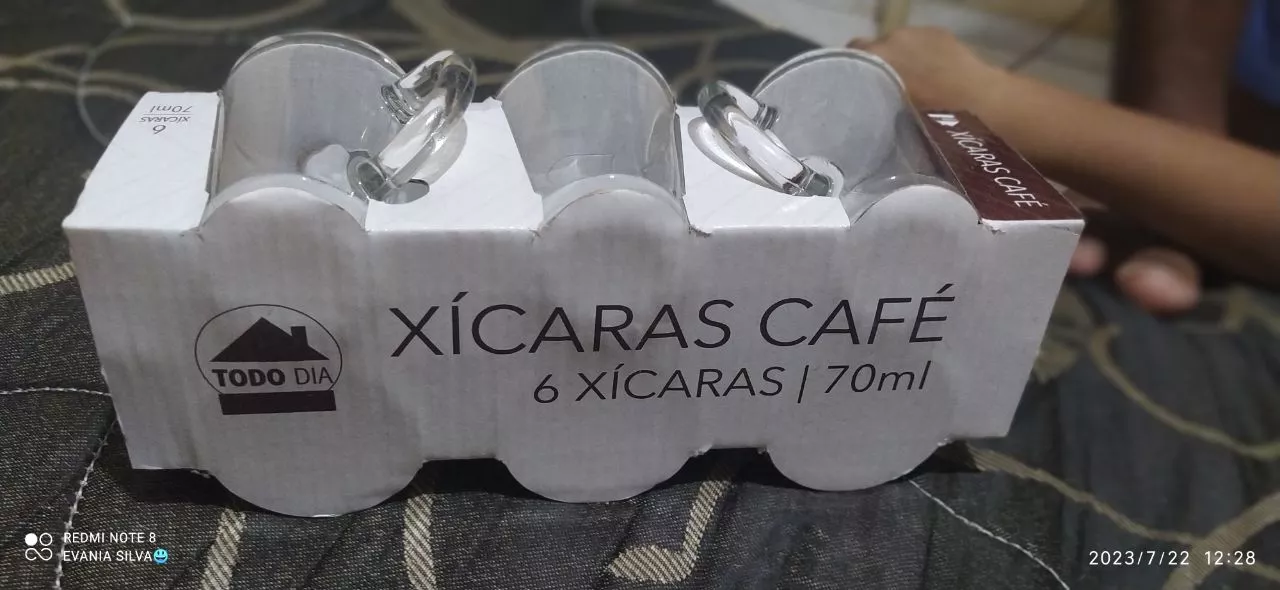 6
XÍCARAS
70ml
XÍCARAS CAFÉ
TODO DIA
XÍCARAS CAFÉ
6 XÍCARAS | 70ml
REDMI NOTE 8
EVANIA SILVA
2023/7/22 12:28